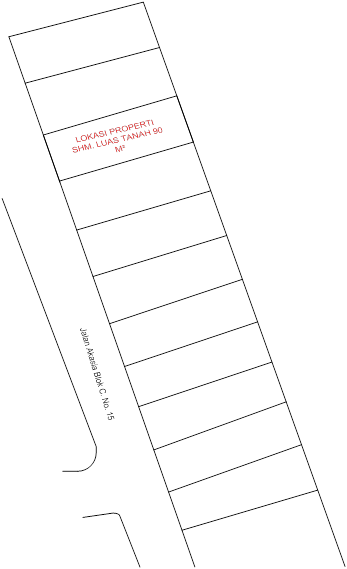 LOKASI PROPERTI
SHM. LUAS TANAH 90
M²
Jalan Akasia Blok C. No. 15